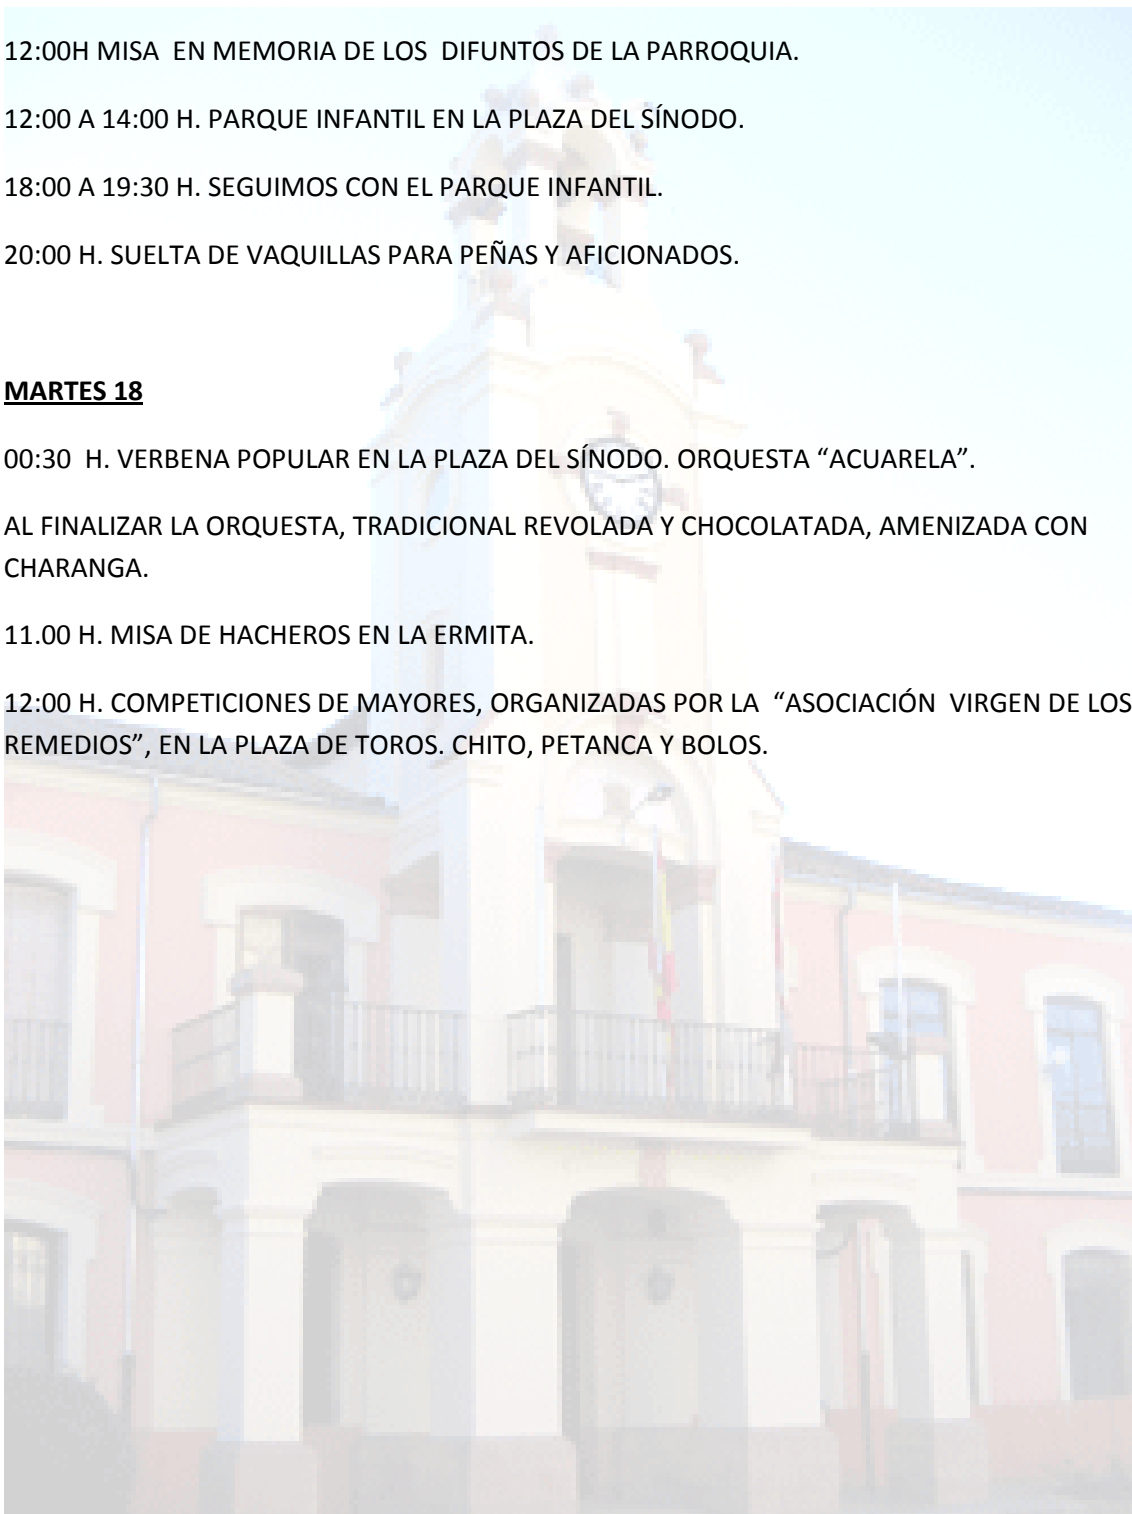 12:00H MISA  EN MEMORIA DE LOS  DIFUNTOS DE LA PARROQUIA.
12:00 A 14:00 H. PARQUE INFANTIL EN LA PLAZA DEL SÍNODO.
18:00 A 19:30 H. SEGUIMOS CON EL PARQUE INFANTIL.
20:00 H. SUELTA DE VAQUILLAS PARA PEÑAS Y AFICIONADOS.
MARTES 18
00:30  H. VERBENA POPULAR EN LA PLAZA DEL SÍNODO. ORQUESTA “ACUARELA”.
AL FINALIZAR LA ORQUESTA, TRADICIONAL REVOLADA Y CHOCOLATADA, AMENIZADA CON
CHARANGA.
11.00 H. MISA DE HACHEROS EN LA ERMITA.
12:00 H. COMPETICIONES DE MAYORES, ORGANIZADAS POR LA  “ASOCIACIÓN  VIRGEN DE LOS
REMEDIOS”, EN LA PLAZA DE TOROS. CHITO, PETANCA Y BOLOS.